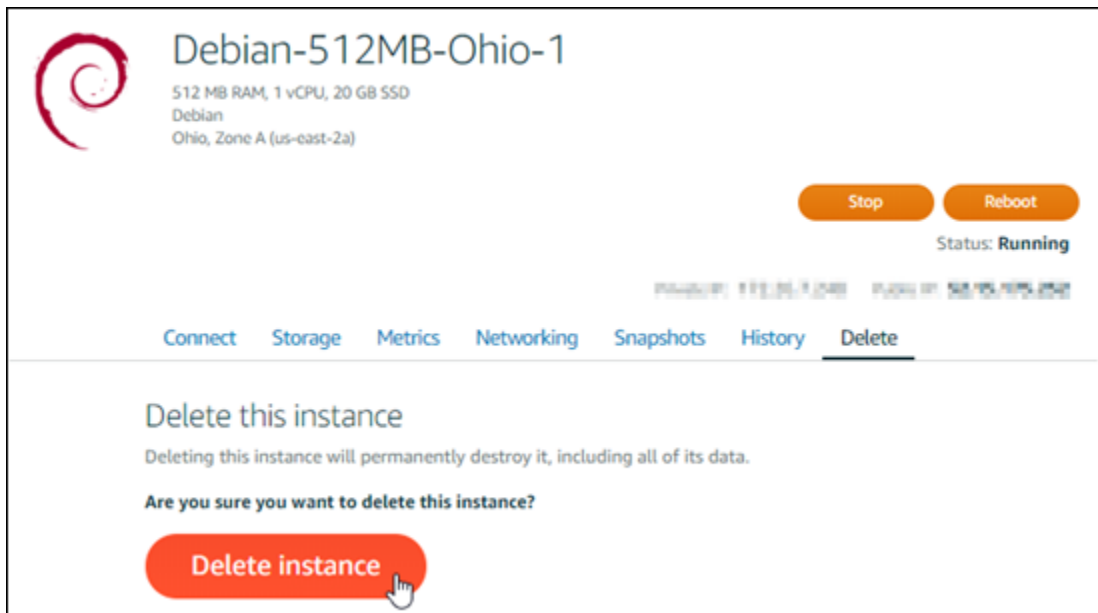 Debian-512MB-Ohio-1
512 MB RAM, 1 vCPU, 20 GB SSD
Debian
Ohio, Zone A (us-east-2a)
Stop Reboot
Status: Running
Connect Storage Metrics Networking Snapshots History Delete
Delete this instance
Deleting this instance will permanently destroy it, including all of its data.
Are you sure you want to delete this instance?
Delete instance